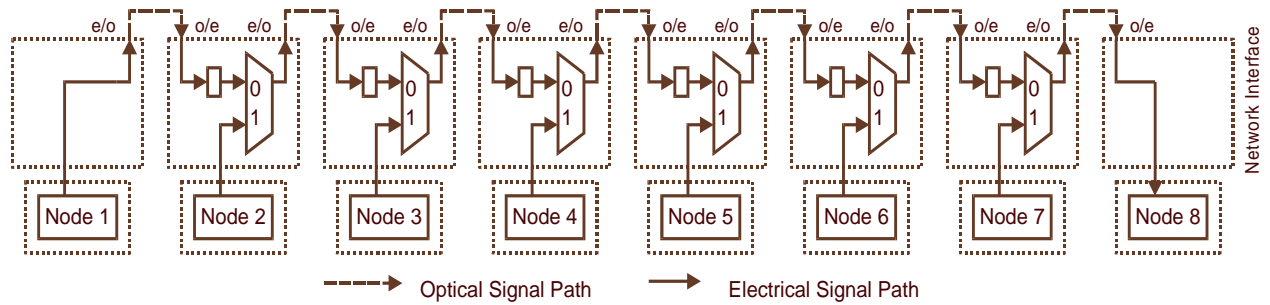 e/o o/e e/o o/e e/o o/e e/o o/e e/o o/e e/o o/e e/o o/e
0 0 0 0 0 0
1 1 1 1 1 1
Network Interface
Node 1 Node 2 Node 3 Node 4 Node 5 Node 6 Node 7 Node 8
Optical Signal Path Electrical Signal Path